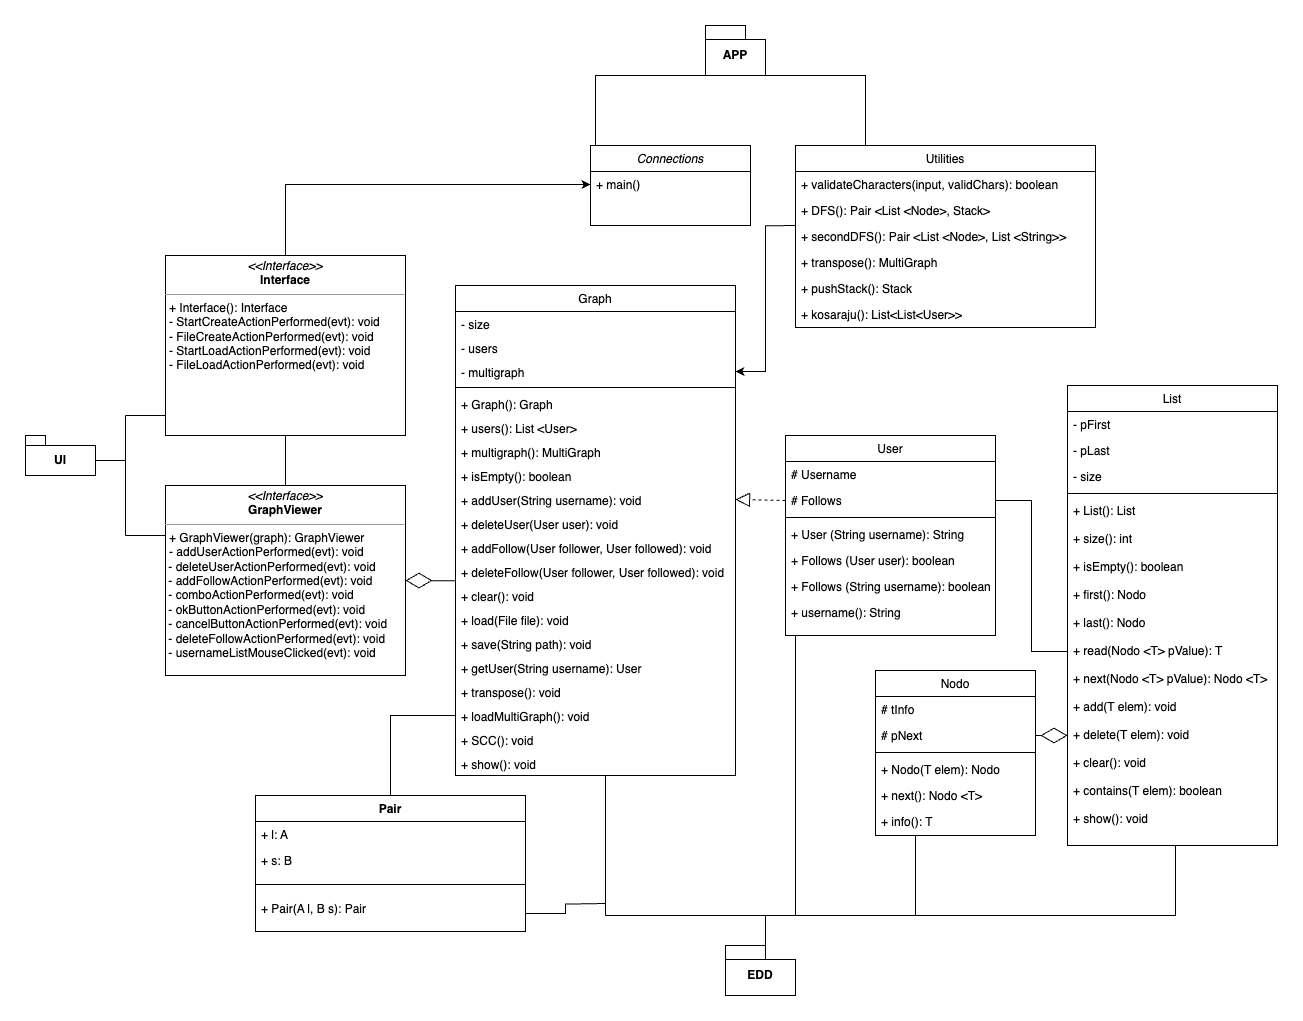 APP
Connections
+ main()
Utilities
+ validateCharacters(input, validChars): boolean
+ DFS(): Pair <List <Node>, Stack>
+ secondDFS(): Pair <List <Node>, List <String>>
+ transpose(): MultiGraph
+ pushStack(): Stack
+ kosaraju(): List<List<User>>
<<Interface>>
Interface
+ Interface(): Interface
- StartCreateActionPerformed(evt): void
- FileCreateActionPerformed(evt): void
- StartLoadActionPerformed(evt): void
- FileLoadActionPerformed(evt): void
UI
<<Interface>>
GraphViewer
+ GraphViewer(graph): GraphViewer
- addUserActionPerformed(evt): void
- deleteUserActionPerformed(evt): void
- addFollowActionPerformed(evt): void
- comboActionPerformed(evt): void
- okButtonActionPerformed(evt): void
- cancelButtonActionPerformed(evt): void
- deleteFollowActionPerformed(evt): void
- usernameListMouseClicked(evt): void
Graph
- size
- users
- multigraph
+ Graph(): Graph
+ users(): List <User>
+ multigraph(): MultiGraph
+ isEmpty(): boolean
+ addUser(String username): void
+ deleteUser(User user): void
+ addFollow(User follower, User followed): void
+ deleteFollow(User follower, User followed): void
+ clear(): void
+ load(File file): void
+ save(String path): void
+ getUser(String username): User
+ transpose(): void
+ loadMultiGraph(): void
+ SCC(): void
+ show(): void
User
# Username
# Follows
+ User (String username): String
+ Follows (User user): boolean
+ Follows (String username): boolean
+ username(): String
List
- pFirst
- pLast
- size
+ List(): List
+ size(): int
+ isEmpty(): boolean
+ first(): Nodo
+ last(): Nodo
+ read(Nodo <T> pValue): T
+ next(Nodo <T> pValue): Nodo <T>
+ add(T elem): void
+ delete(T elem): void
+ clear(): void
+ contains(T elem): boolean
+ show(): void
Nodo
# tInfo
# pNext
+ Nodo(T elem): Nodo
+ next(): Nodo <T>
+ info(): T
Pair
+ l: A
+ s: B
+ Pair(A l, B s): Pair
EDD